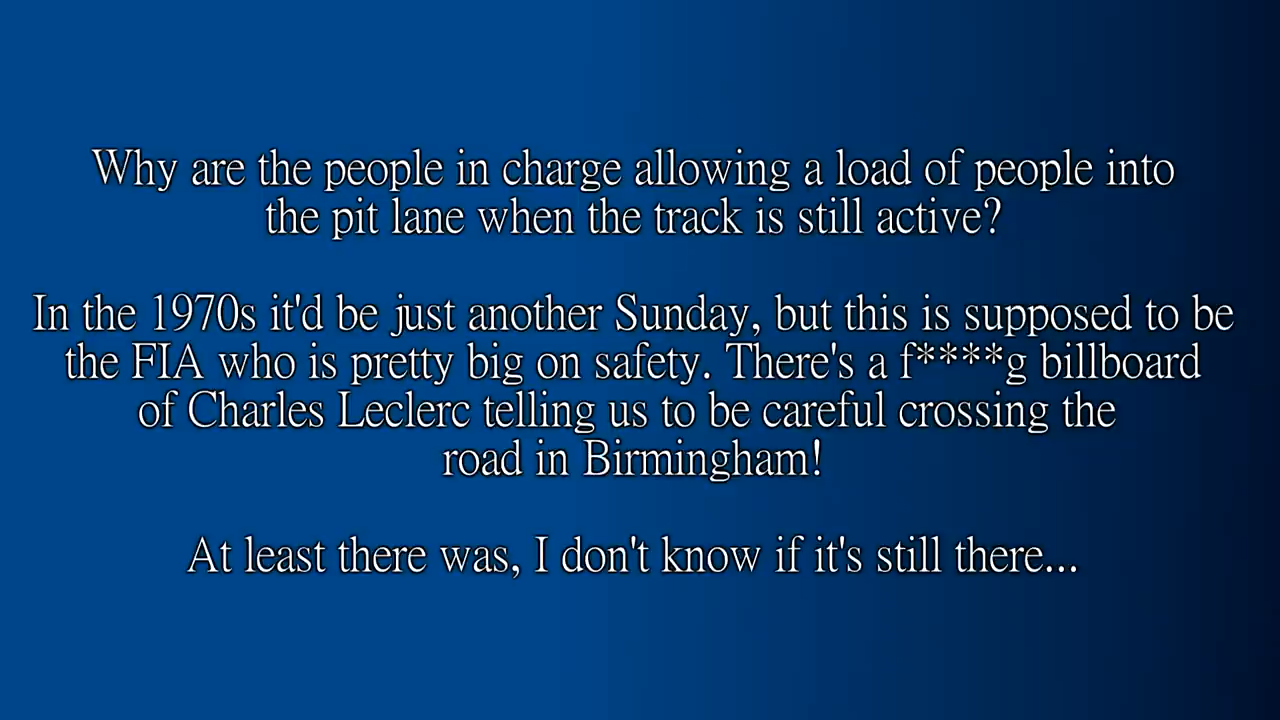 Why are the people in charge allowing a load of people into
the pit lane when the track is still active?
In the 1970s it'd be just another Sunday, but this is supposed to be
the FIA who is pretty big on safety. There's a f****g billboard
of Charles Leclerc telling us to be careful crossing the
road in Birmingham!
At least there was, I don't know if it's still there...